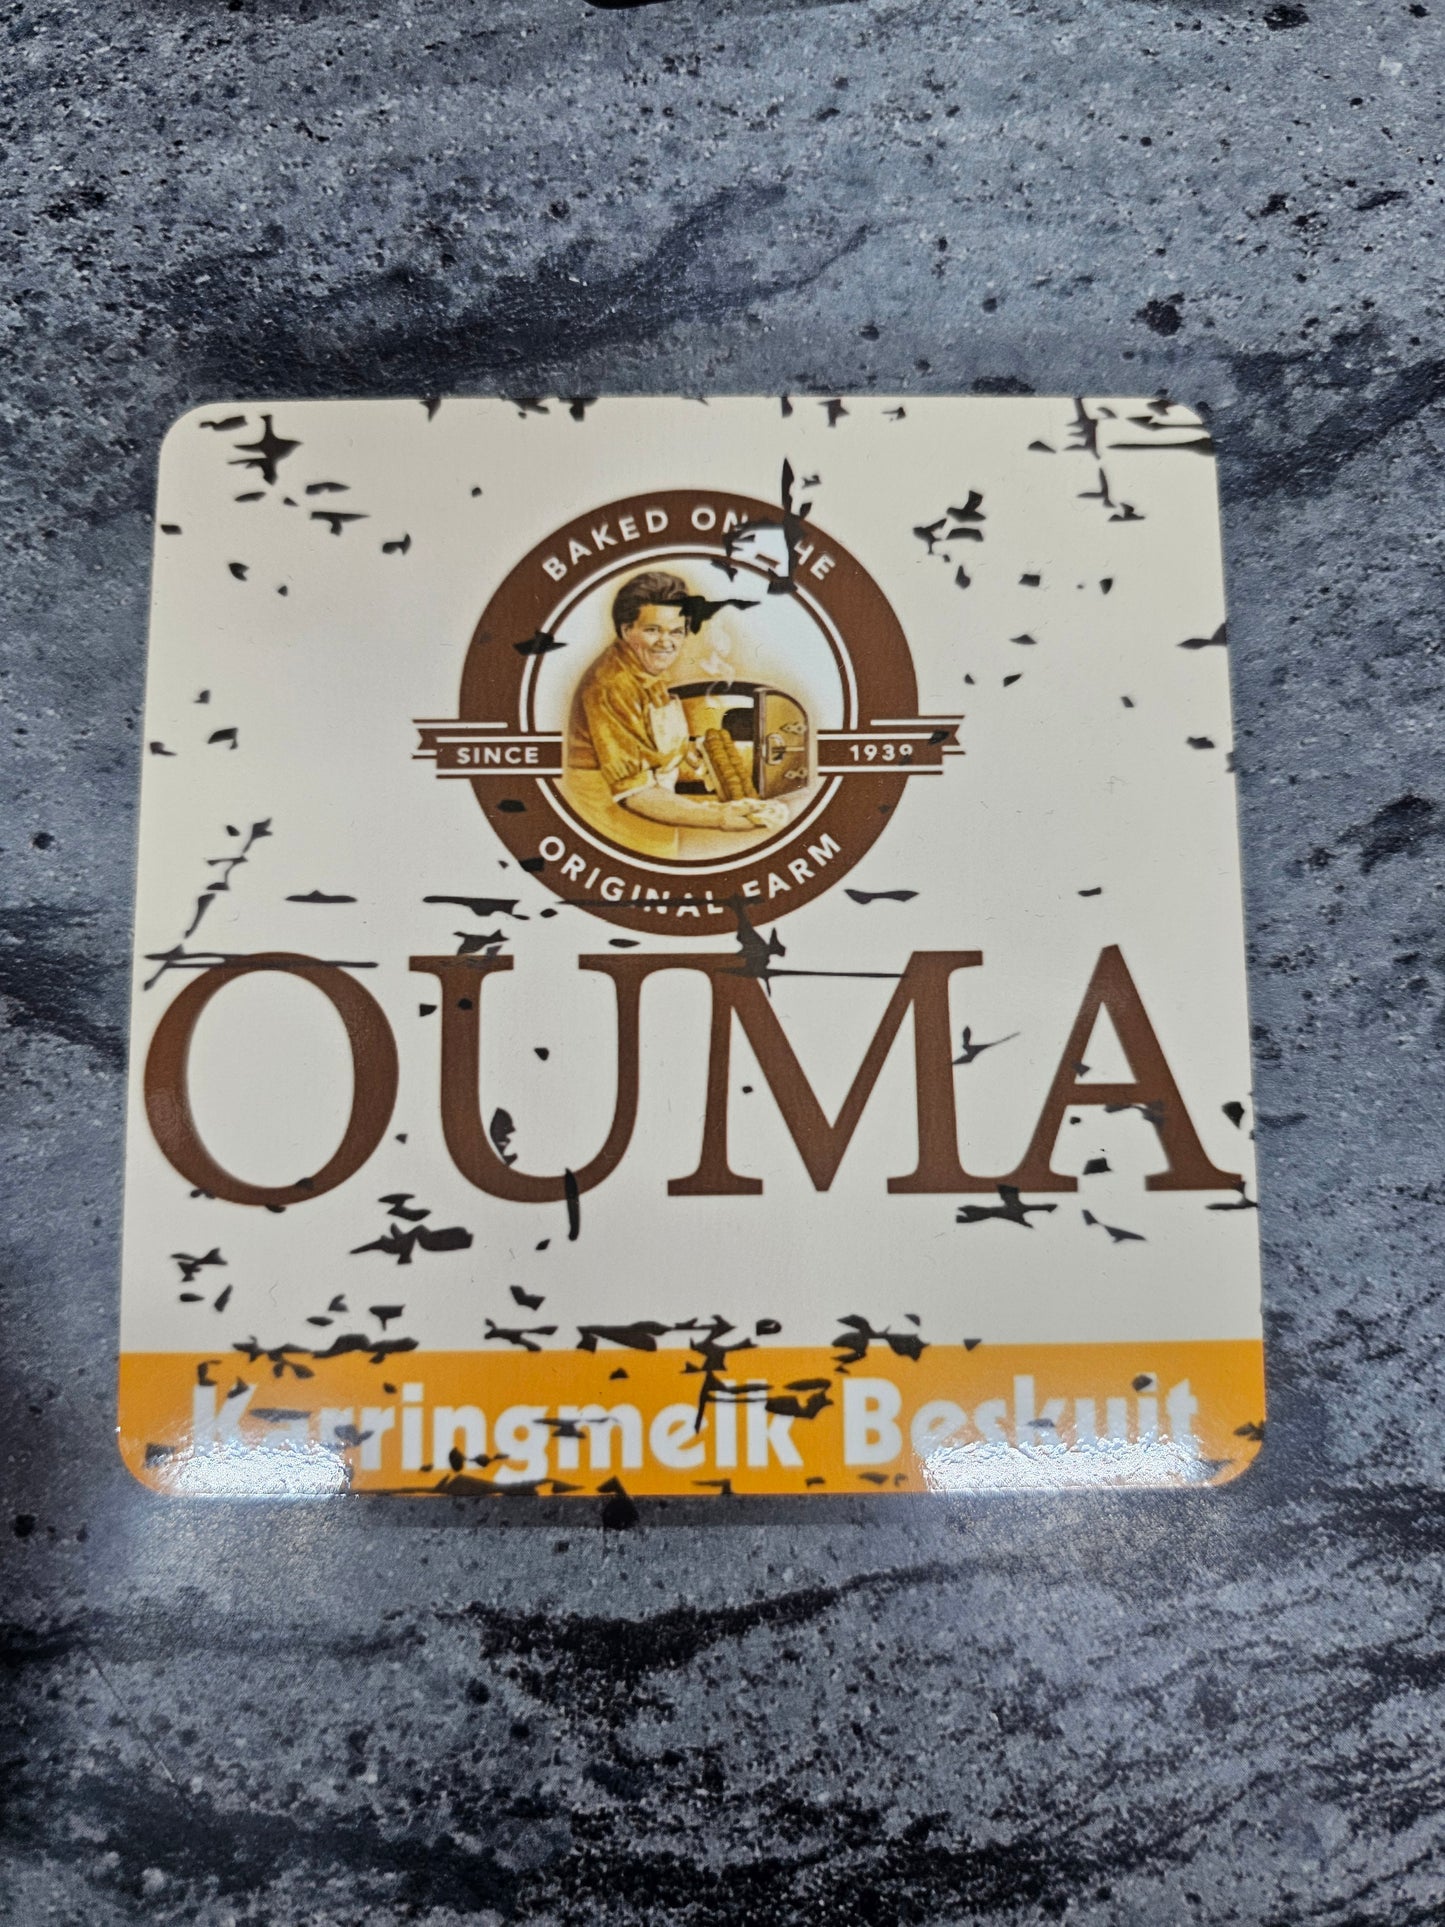 BAKED ON THE
SINCE 1939
ORIGINAL FARM
OUMA
Karringmelk Beskuit